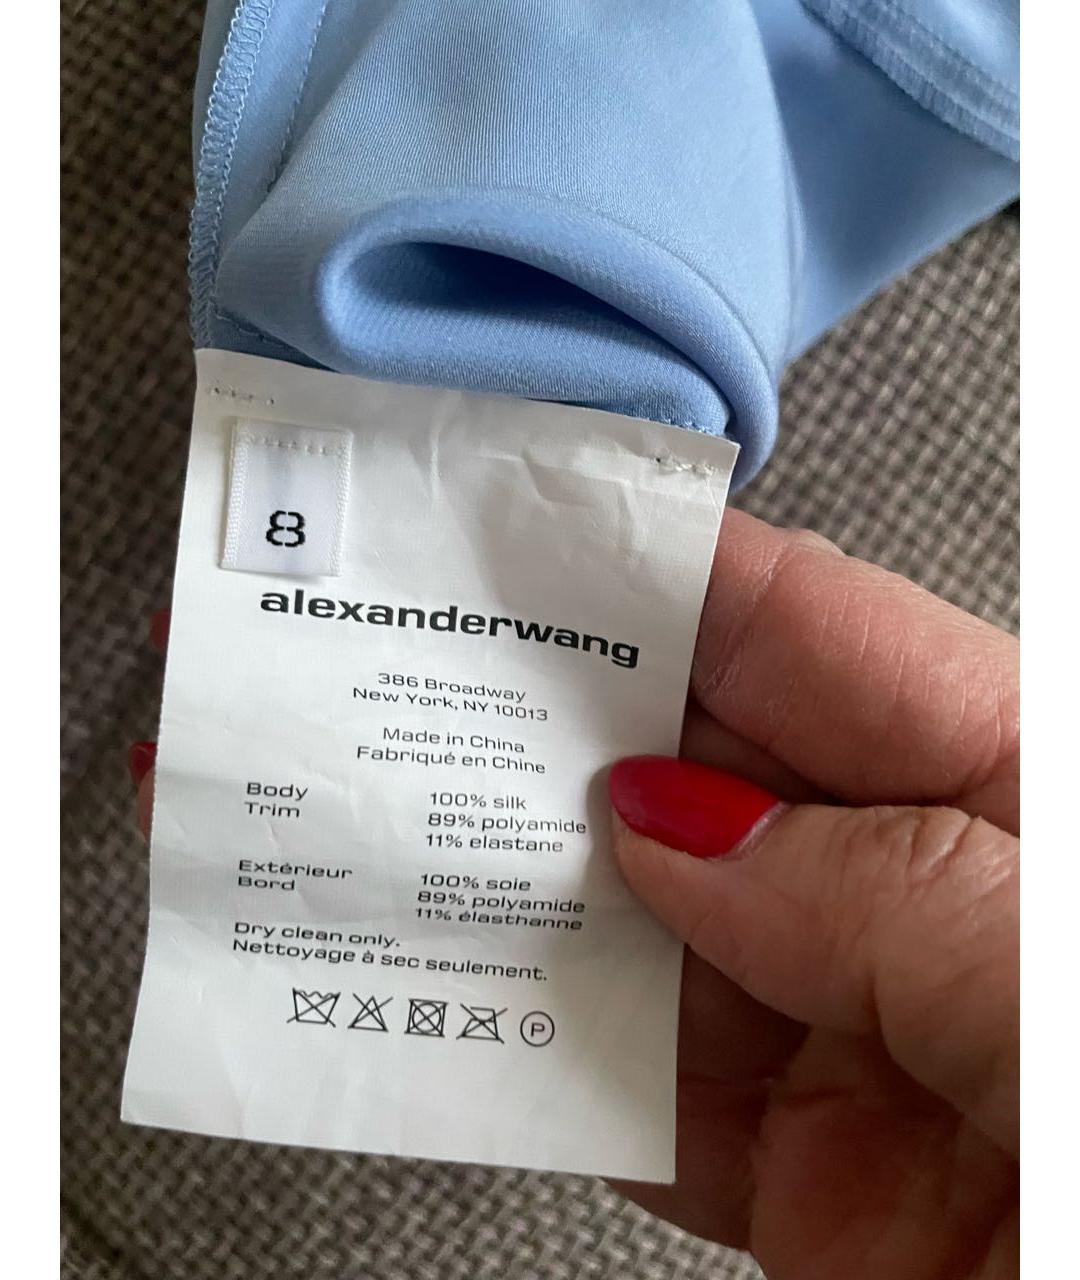 8
alexanderwang
386 Broadway
New York, NY 10013
Made in China
Fabriqué en Chine
Body 100% silk
Trim 89% polyamide
11% elastane
Extérieur 100% soie
Bord 89% polyamide
11% élasthanne
Dry clean only.
Nettoyage à sec seulement.
P